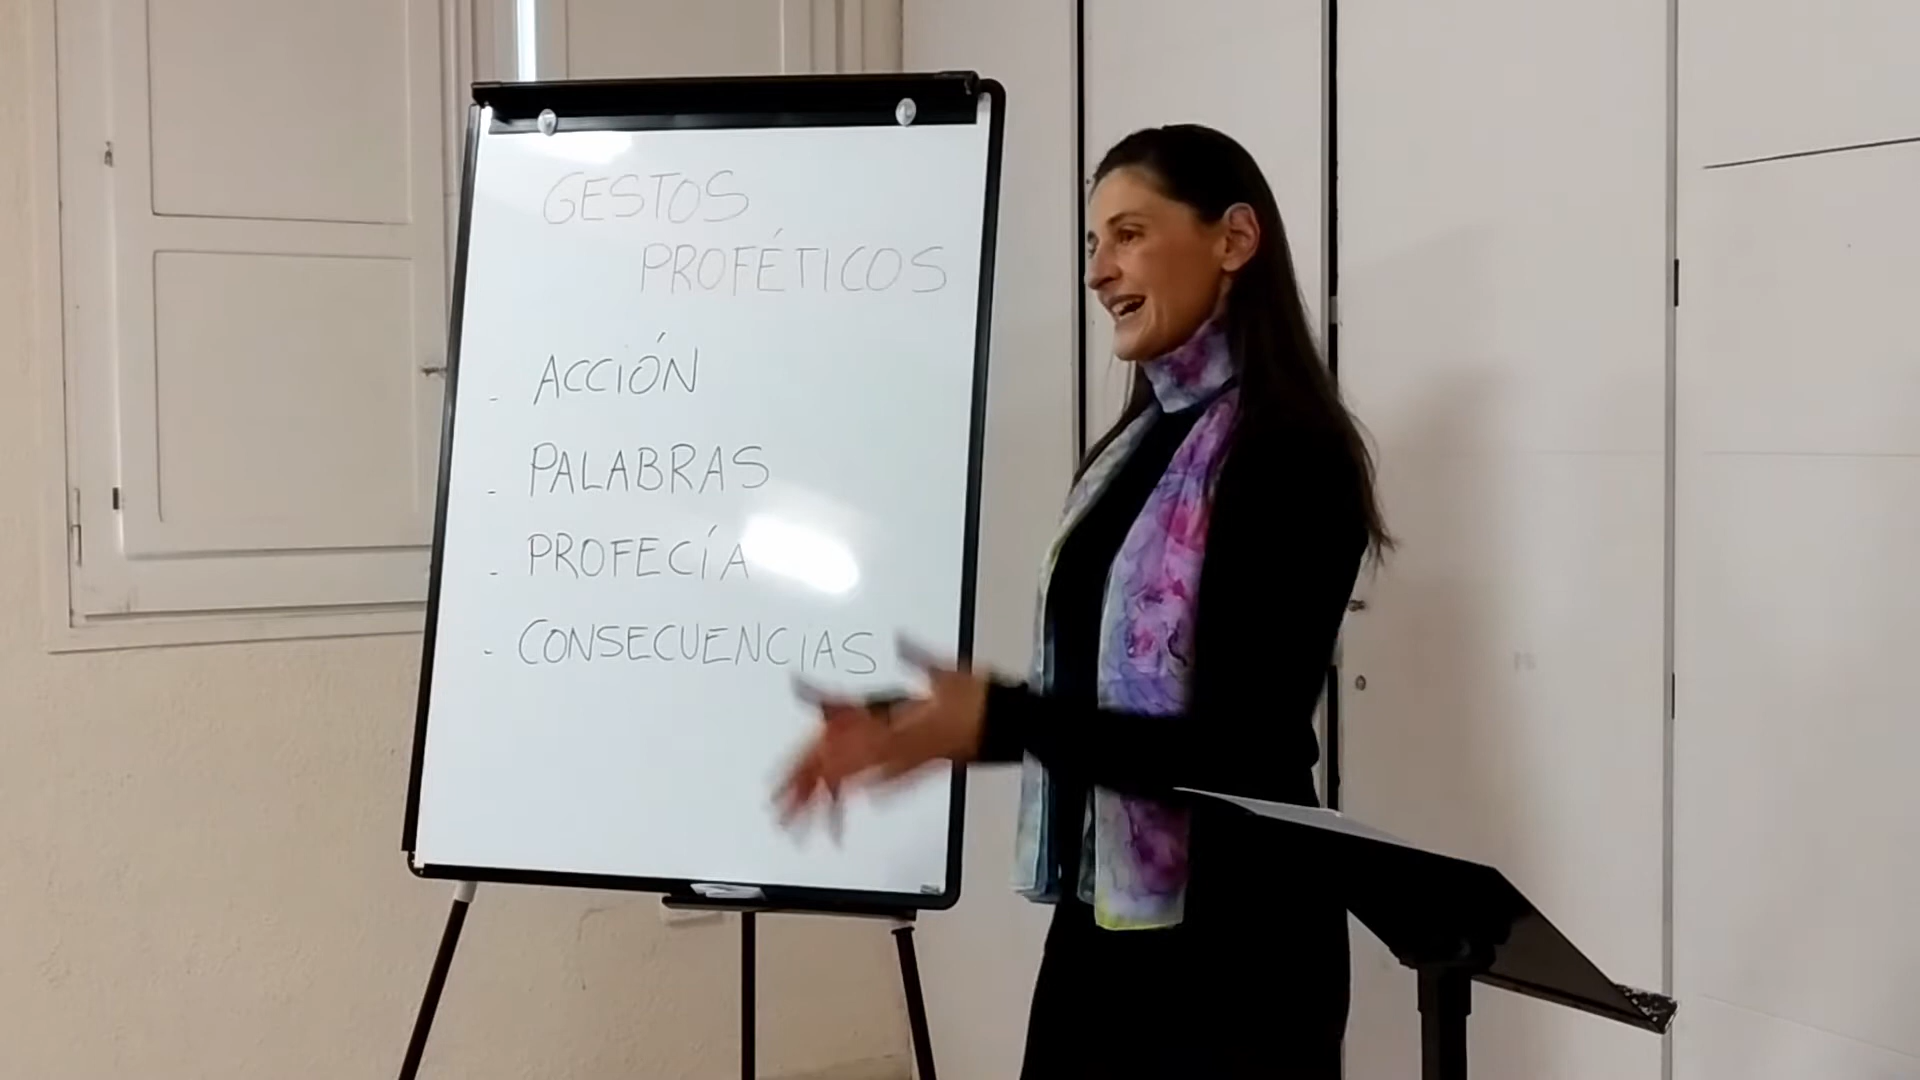 GESTOS
PROFÉTICOS
- ACCIÓN
- PALABRAS
- PROFECÍA
- CONSECUENCIAS